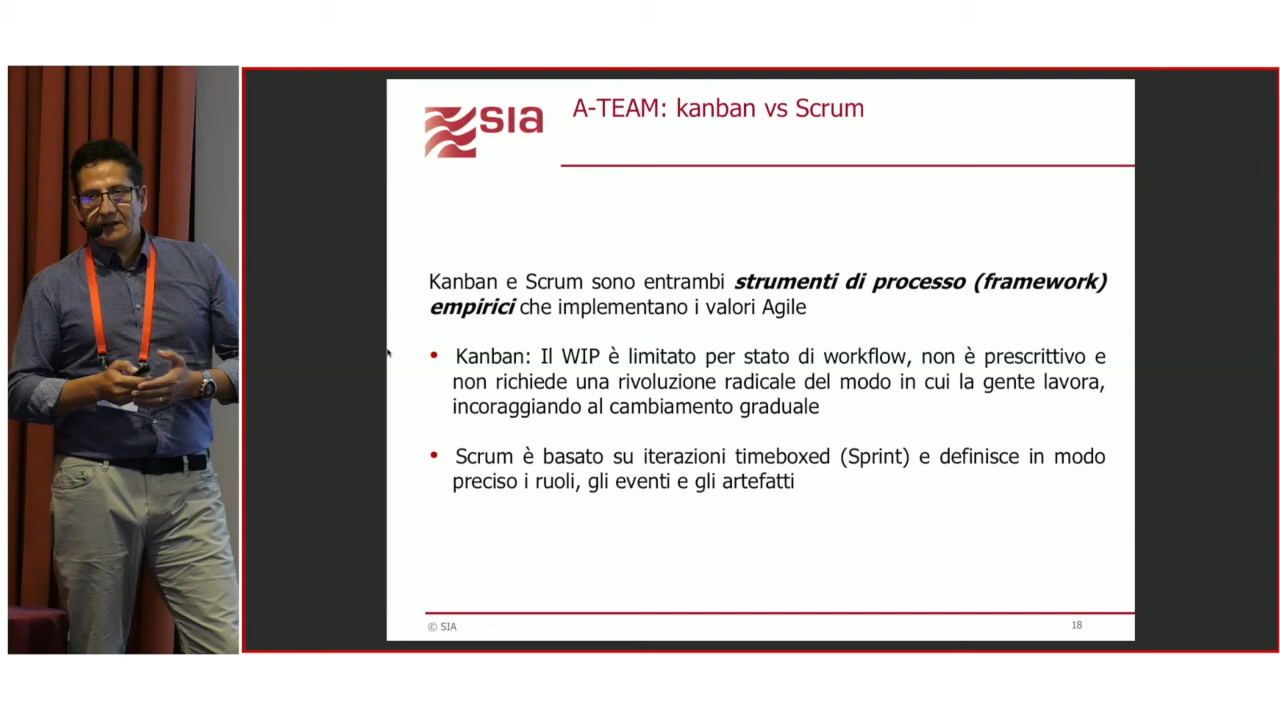 sia
A-TEAM: kanban vs Scrum
Kanban e Scrum sono entrambi strumenti di processo (framework)
empirici che implementano i valori Agile
• Kanban: Il WIP è limitato per stato di workflow, non è prescrittivo e
non richiede una rivoluzione radicale del modo in cui la gente lavora,
incoraggiando al cambiamento graduale
• Scrum è basato su iterazioni timeboxed (Sprint) e definisce in modo
preciso i ruoli, gli eventi e gli artefatti
© SIA
18